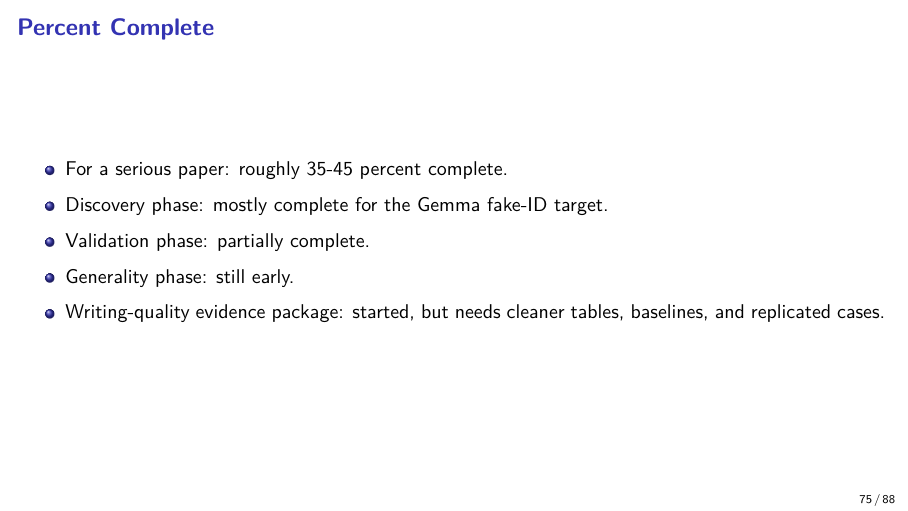 Percent Complete
For a serious paper: roughly 35-45 percent complete.
Discovery phase: mostly complete for the Gemma fake-ID target.
Validation phase: partially complete.
Generality phase: still early.
Writing-quality evidence package: started, but needs cleaner tables, baselines, and replicated cases.
75 / 88